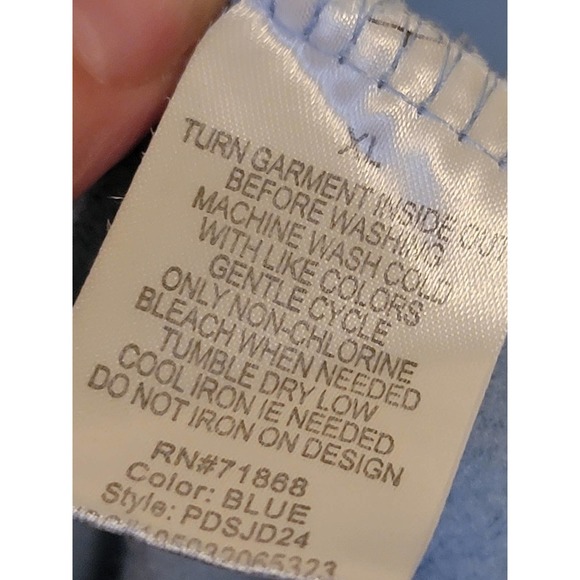 XL
TURN GARMENT INSIDE OUT
BEFORE WASHING
MACHINE WASH COLD
WITH LIKE COLORS
GENTLE CYCLE
ONLY NON-CHLORINE
BLEACH WHEN NEEDED
TUMBLE DRY LOW
COOL IRON IE NEEDED
DO NOT IRON ON DESIGN
RN#71868
Color: BLUE
Style: PDSJD24